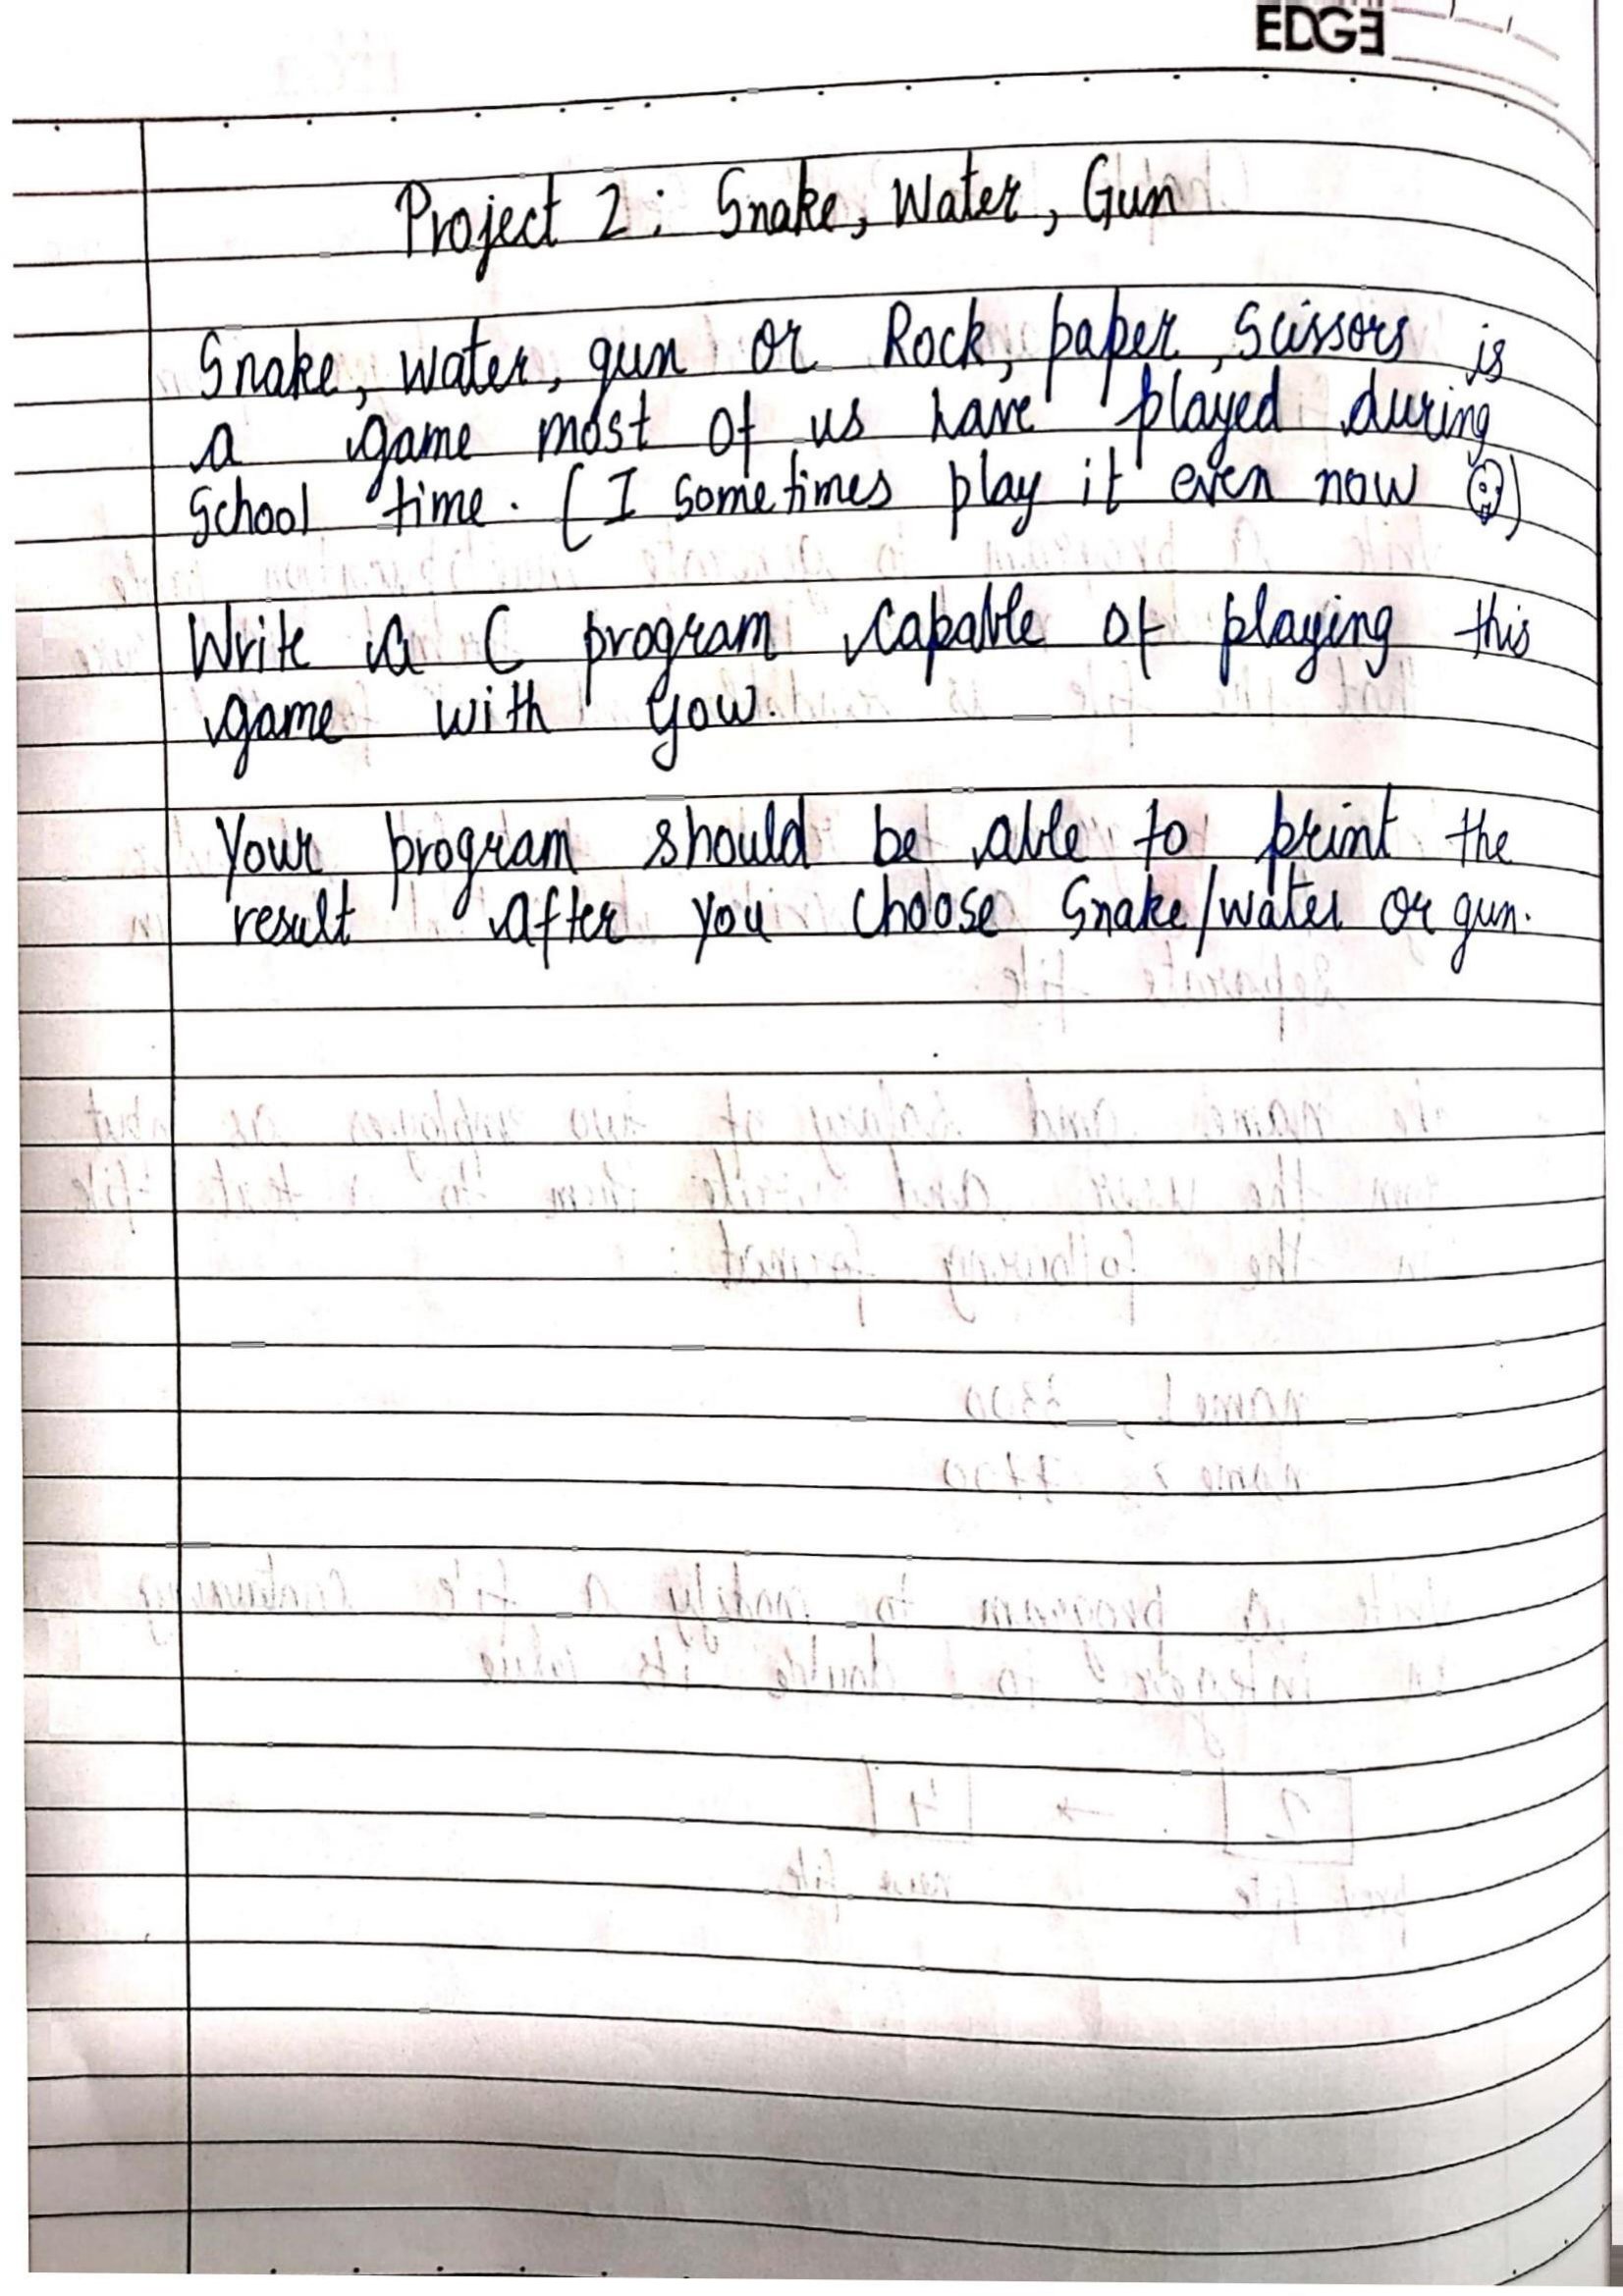 EDGE
Project 2: Snake, Water, Gun
Snake, water, gun or Rock, paper, Scissors is
a game most of us have played during
School time. (I sometimes play it even now ☺)
Write a C program capable of playing this
game with you.
Your program should be able to print the
result after you choose Snake/water or gun.